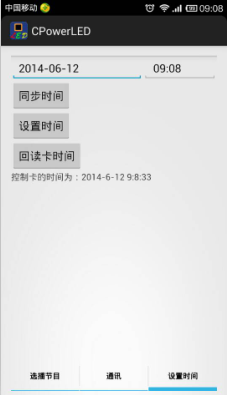 中国移动 09:08
CPowerLED
2014-06-12 09:08
同步时间
设置时间
回读卡时间
控制卡的时间为：2014-6-12 9:8:33
选播节目 通讯 设置时间